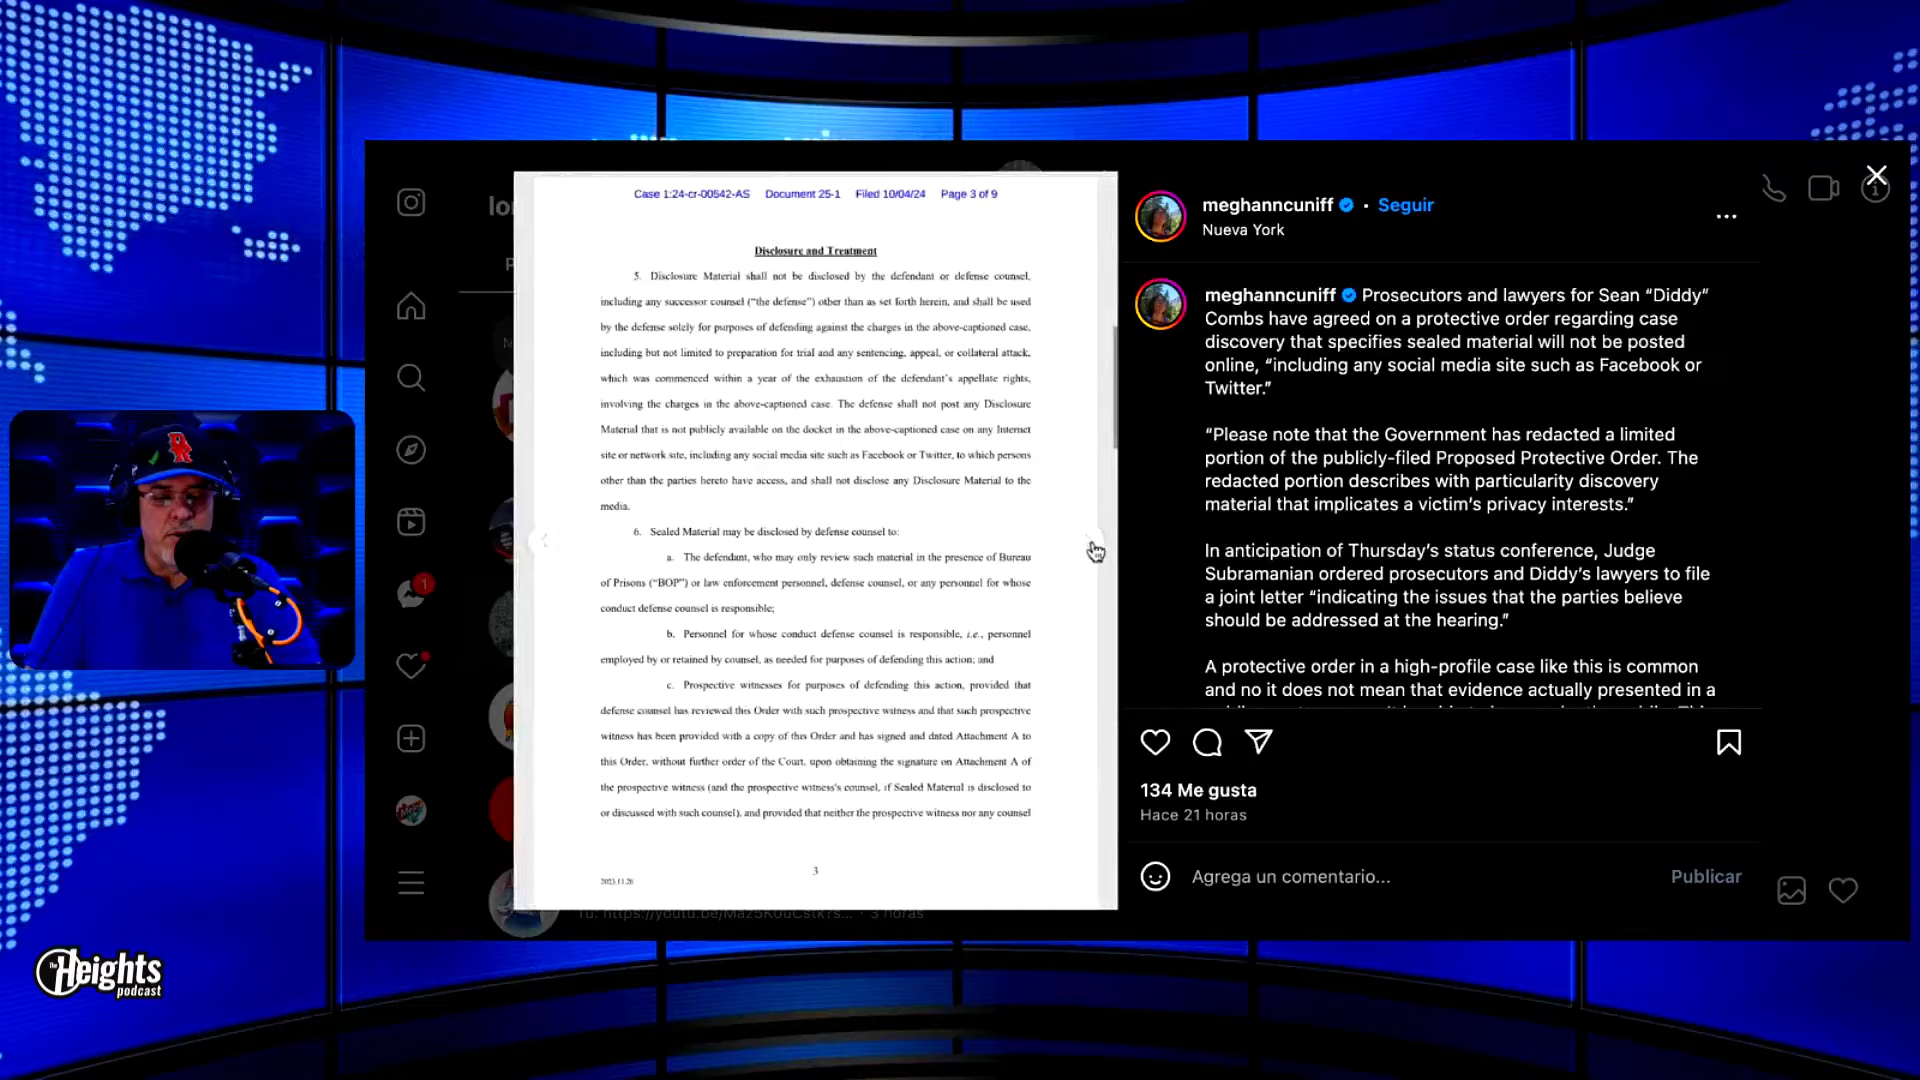 Case 1:24-cr-00542-AS Document 25-1 Filed 10/04/24 Page 3 of 9
Disclosure and Treatment
5. Disclosure Material shall not be disclosed by the defendant or defense counsel,
including any successor counsel ("the defense") other than as set forth herein, and shall be used
by the defense solely for purposes of defending against the charges in the above-captioned case,
including but not limited to preparation for trial and any sentencing, appeal, or collateral attack,
which was commenced within a year of the exhaustion of the defendant's appellate rights,
involving the charges in the above-captioned case. The defense shall not post any Disclosure
Material that is not publicly available on the docket in the above-captioned case on any Internet
site or network site, including any social media site such as Facebook or Twitter, to which persons
other than the parties hereto have access, and shall not disclose any Disclosure Material to the
media.
6. Sealed Material may be disclosed by defense counsel to:
a. The defendant, who may only review such material in the presence of Bureau
of Prisons ("BOP") or law enforcement personnel, defense counsel, or any personnel for whose
conduct defense counsel is responsible;
b. Personnel for whose conduct defense counsel is responsible, i.e., personnel
employed by or retained by counsel, as needed for purposes of defending this action; and
c. Prospective witnesses for purposes of defending this action, provided that
defense counsel has reviewed this Order with such prospective witness and that such prospective
witness has been provided with a copy of this Order and has signed and dated Attachment A to
this Order, without further order of the Court, upon obtaining the signature on Attachment A of
the prospective witness (and the prospective witness's counsel, if Sealed Material is disclosed to
or discussed with such counsel), and provided that neither the prospective witness nor any counsel
3
2023.11.26
meghanncuniff • Seguir
Nueva York
meghanncuniff Prosecutors and lawyers for Sean “Diddy”
Combs have agreed on a protective order regarding case
discovery that specifies sealed material will not be posted
online, “including any social media site such as Facebook or
Twitter.”
“Please note that the Government has redacted a limited
portion of the publicly-filed Proposed Protective Order. The
redacted portion describes with particularity discovery
material that implicates a victim’s privacy interests.”
In anticipation of Thursday’s status conference, Judge
Subramanian ordered prosecutors and Diddy’s lawyers to file
a joint letter “indicating the issues that the parties believe
should be addressed at the hearing.”
A protective order in a high-profile case like this is common
and no it does not mean that evidence actually presented in a
134 Me gusta
Hace 21 horas
Agrega un comentario...
Publicar
1
3 horas
The Heights
podcast